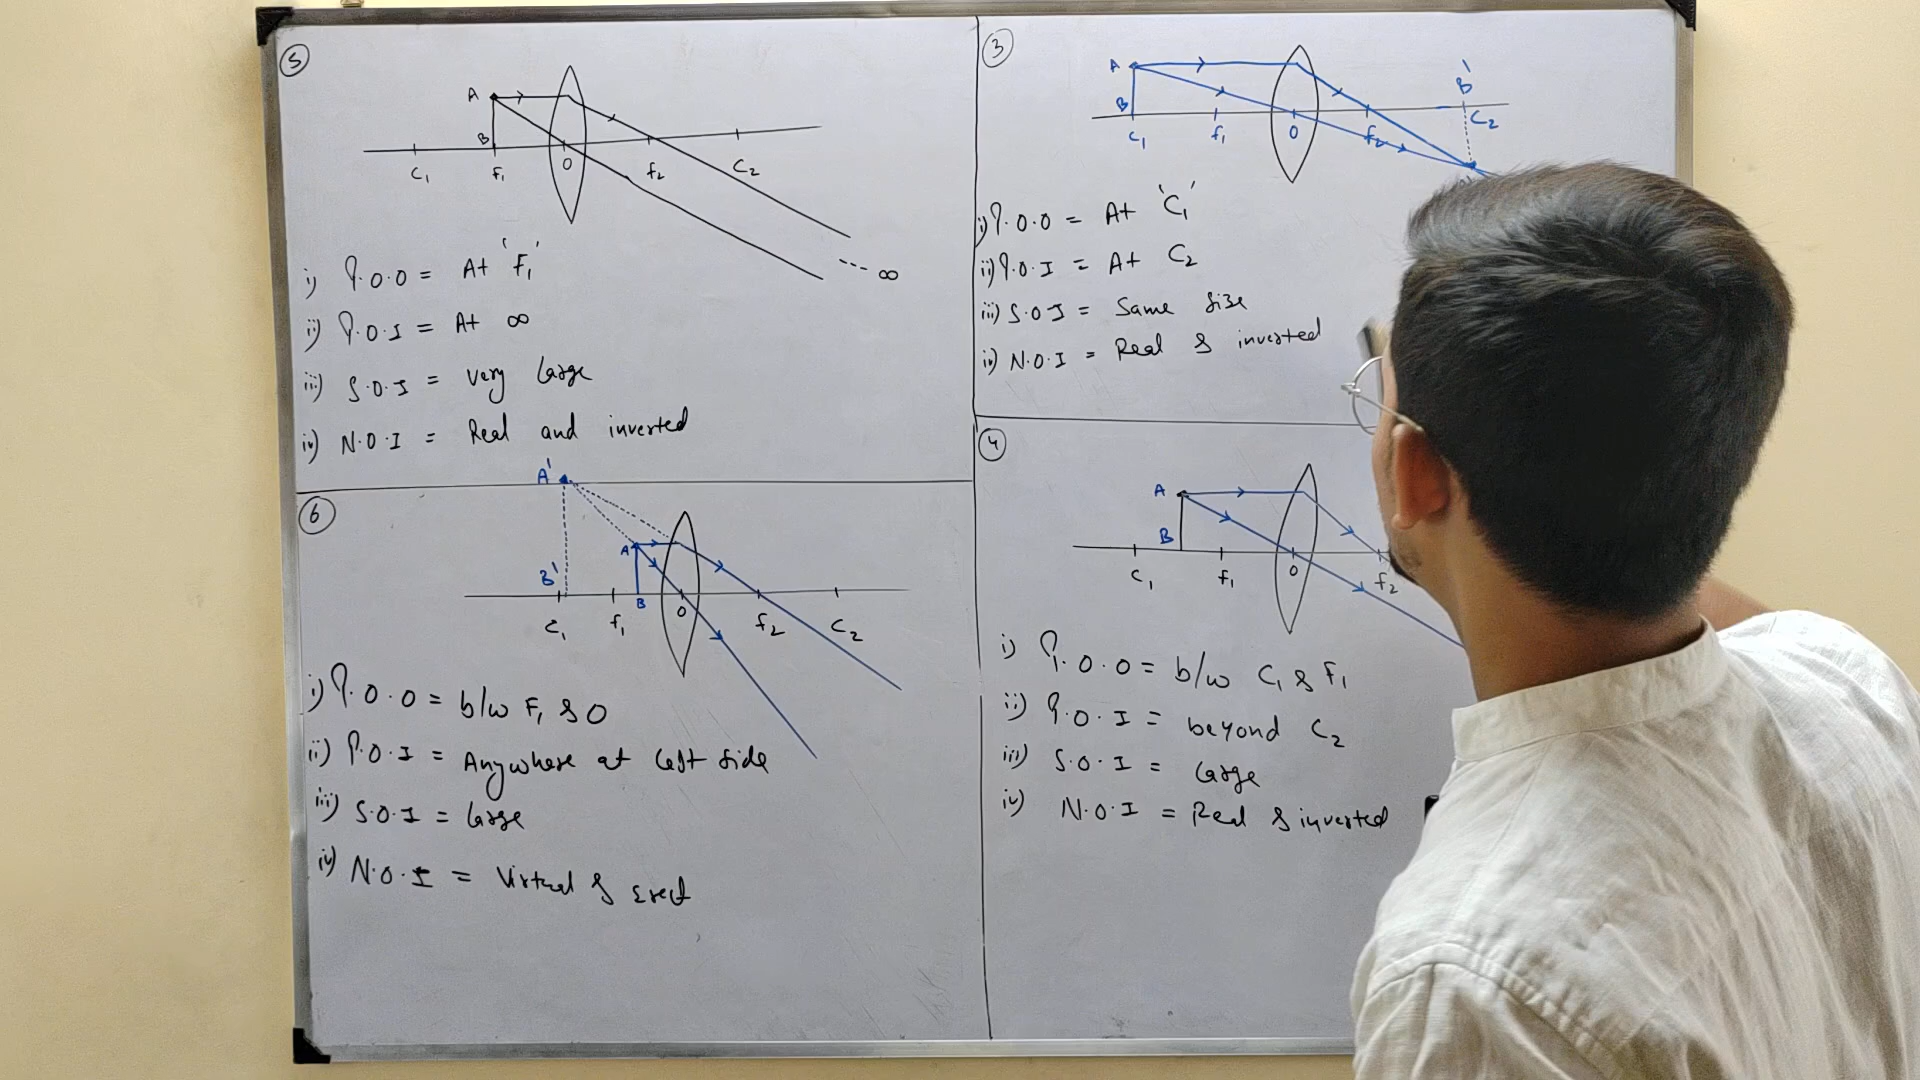 5
A
B
C₁ F₁ O f₂ C₂
--- ∞
i) P.O.O = At 'F₁'
ii) P.O.I = At ∞
iii) S.O.I = Very large
iv) N.O.I = Real and inverted
3
A B'
B
C₁ f₁ O f₂ C₂
i) P.O.O = At 'C₁'
ii) P.O.I = At C₂
iii) S.O.I = Same size
iv) N.O.I = Real & inverted
6
A'
A
B' B
C₁ f₁ O f₂ C₂
i) P.O.O = b/w F₁ & O
ii) P.O.I = Anywhere at left side
iii) S.O.I = large
iv) N.O.I = Virtual & Erect
4
A
B
C₁ f₁ O f₂
i) P.O.O = b/w C₁ & F₁
ii) P.O.I = beyond C₂
iii) S.O.I = large
iv) N.O.I = Real & inverted